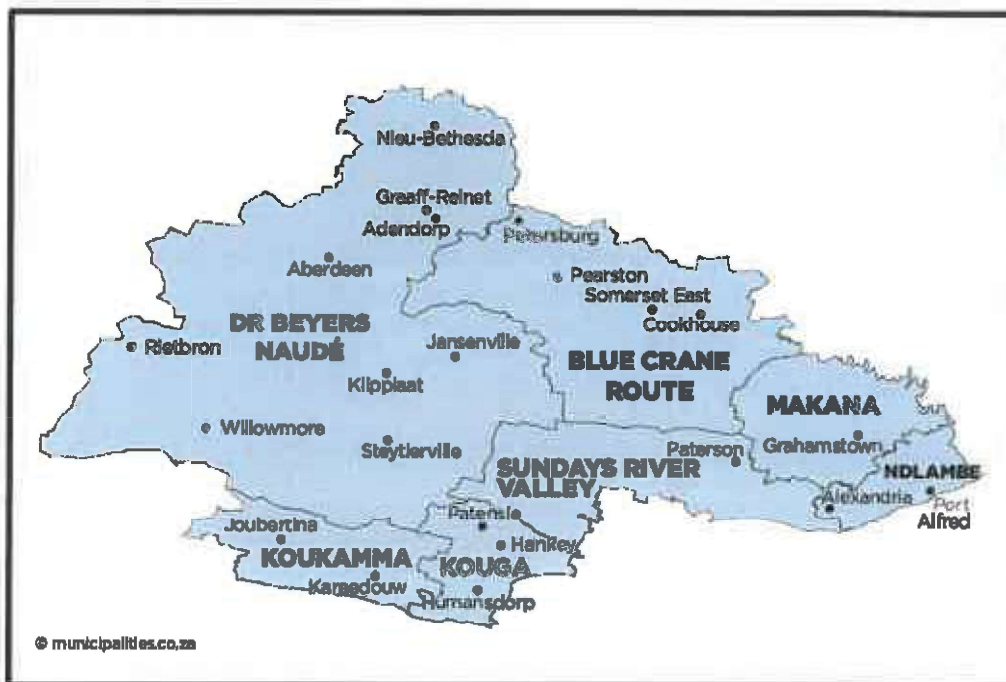 Nieu-Bethesda
Graaff-Reinet
Adendorp
Petersburg
Aberdeen
Pearston
Somerset East
Cookhouse
DR BEYERS
NAUDÉ
Rietbron
Jansenville
Klipplaat
BLUE CRANE
ROUTE
MAKANA
Willowmore
Steytlerville
Paterson
Grahamstown
SUNDAYS RIVER
VALLEY
NDLAMBE
Alexandria
Port
Alfred
Patensie
Joubertina
Hankey
KOUKAMMA
KOUGA
Kareedouw
Humansdorp
© municipalities.co.za